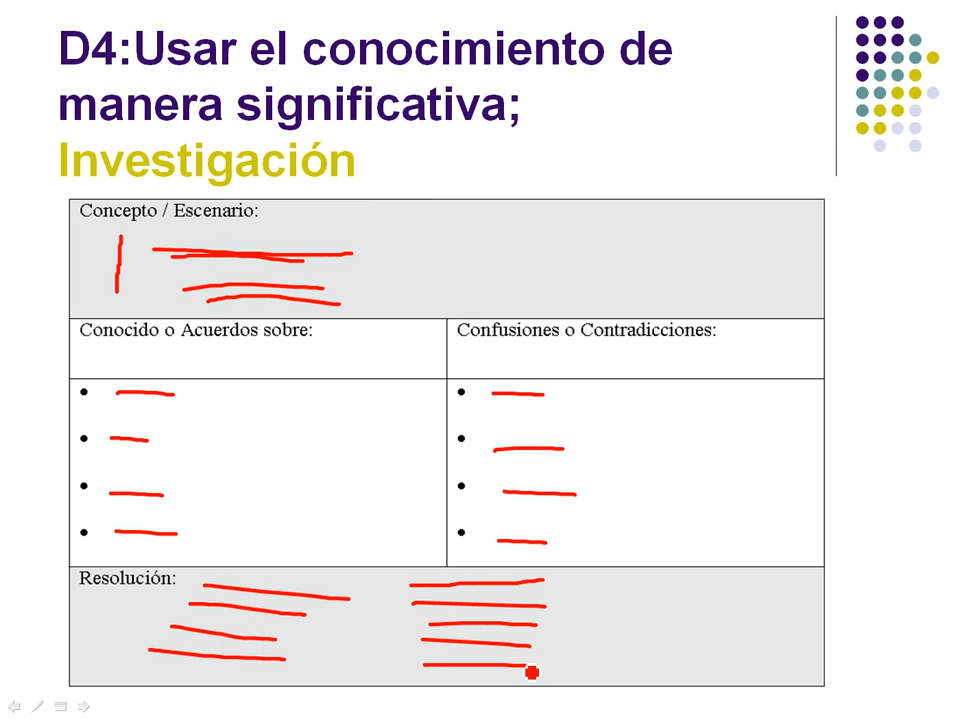 D4:Usar el conocimiento de
manera significativa;
Investigación
Concepto / Escenario:
Conocido o Acuerdos sobre:
Confusiones o Contradicciones:
Resolución: